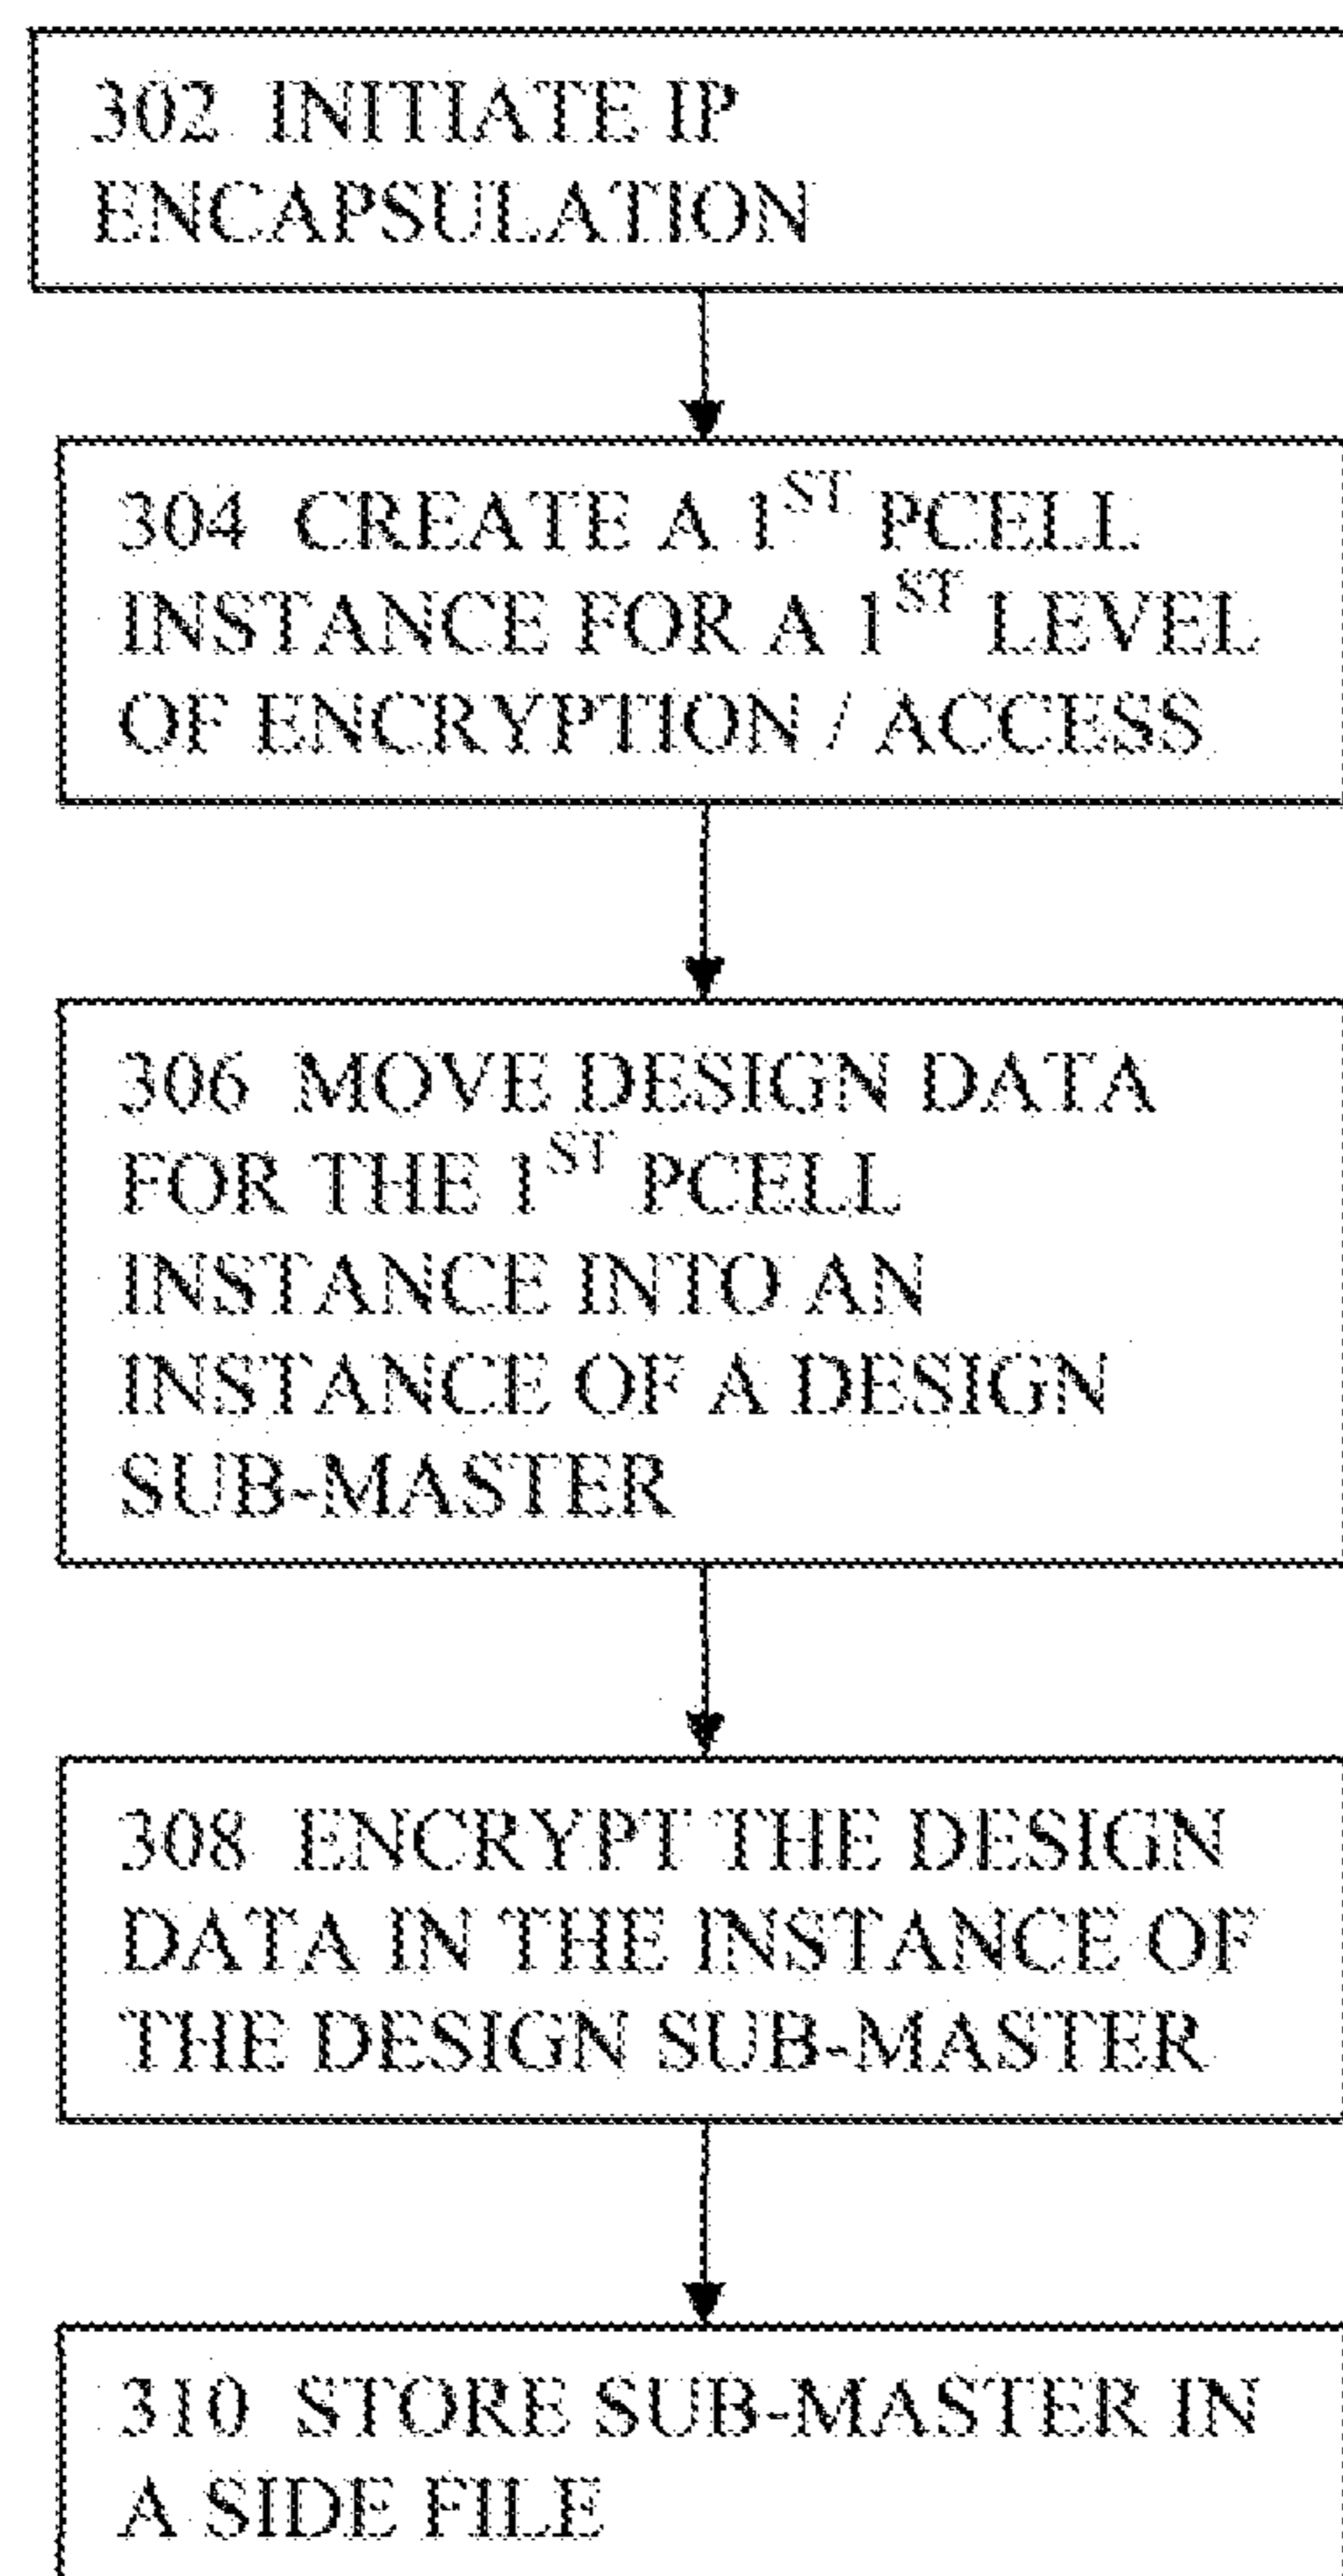 302 INITIATE IP
ENCAPSULATION
304 CREATE A 1ST PCELL
INSTANCE FOR A 1ST LEVEL
OF ENCRYPTION / ACCESS
306 MOVE DESIGN DATA
FOR THE 1ST PCELL
INSTANCE INTO AN
INSTANCE OF A DESIGN
SUB-MASTER
308 ENCRYPT THE DESIGN
DATA IN THE INSTANCE OF
THE DESIGN SUB-MASTER
310 STORE SUB-MASTER IN
A SIDE FILE